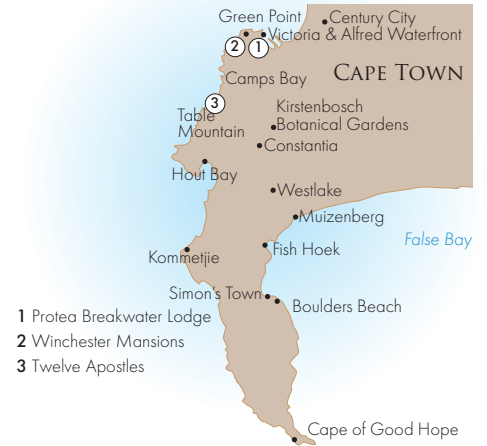 Green Point
Century City
2
1
Victoria & Alfred Waterfront
Camps Bay
CAPE TOWN
3
Table
Mountain
Kirstenbosch
Botanical Gardens
Constantia
Hout Bay
Westlake
Muizenberg
False Bay
Fish Hoek
Kommetjie
Simon's Town
Boulders Beach
1 Protea Breakwater Lodge
2 Winchester Mansions
3 Twelve Apostles
Cape of Good Hope